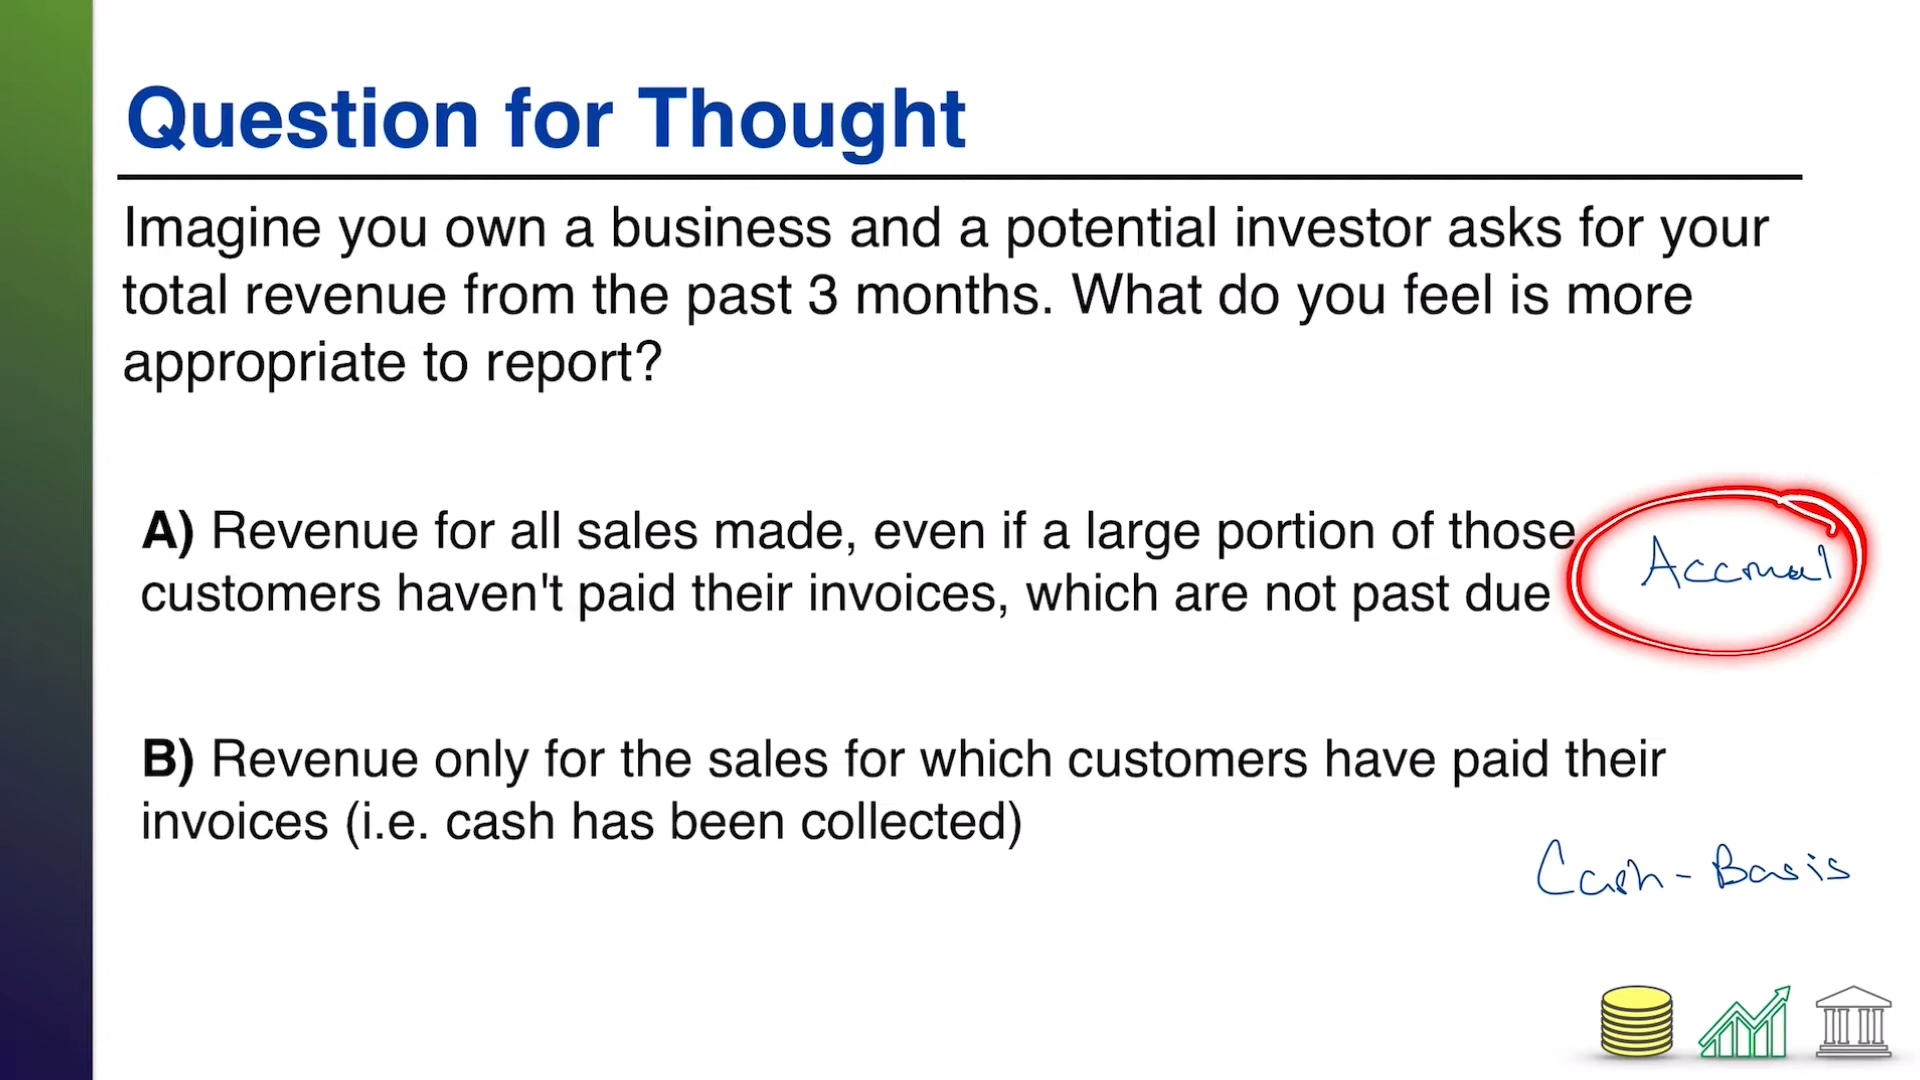 Question for Thought
Imagine you own a business and a potential investor asks for your
total revenue from the past 3 months. What do you feel is more
appropriate to report?
A) Revenue for all sales made, even if a large portion of those
customers haven't paid their invoices, which are not past due
Accrual
B) Revenue only for the sales for which customers have paid their
invoices (i.e. cash has been collected)
Cash-Basis